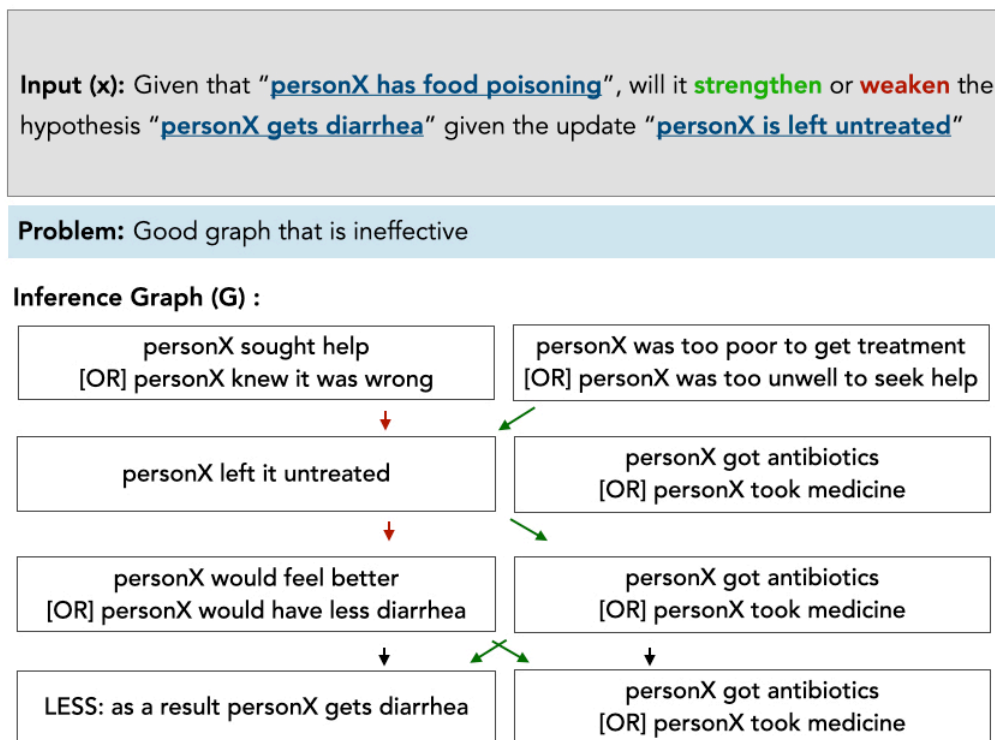 Input (x): Given that “personX has food poisoning”, will it strengthen or weaken the
hypothesis “personX gets diarrhea” given the update “personX is left untreated”
Problem: Good graph that is ineffective
Inference Graph (G) :
personX sought help
[OR] personX knew it was wrong
personX was too poor to get treatment
[OR] personX was too unwell to seek help
personX left it untreated
personX got antibiotics
[OR] personX took medicine
personX would feel better
[OR] personX would have less diarrhea
personX got antibiotics
[OR] personX took medicine
LESS: as a result personX gets diarrhea
personX got antibiotics
[OR] personX took medicine